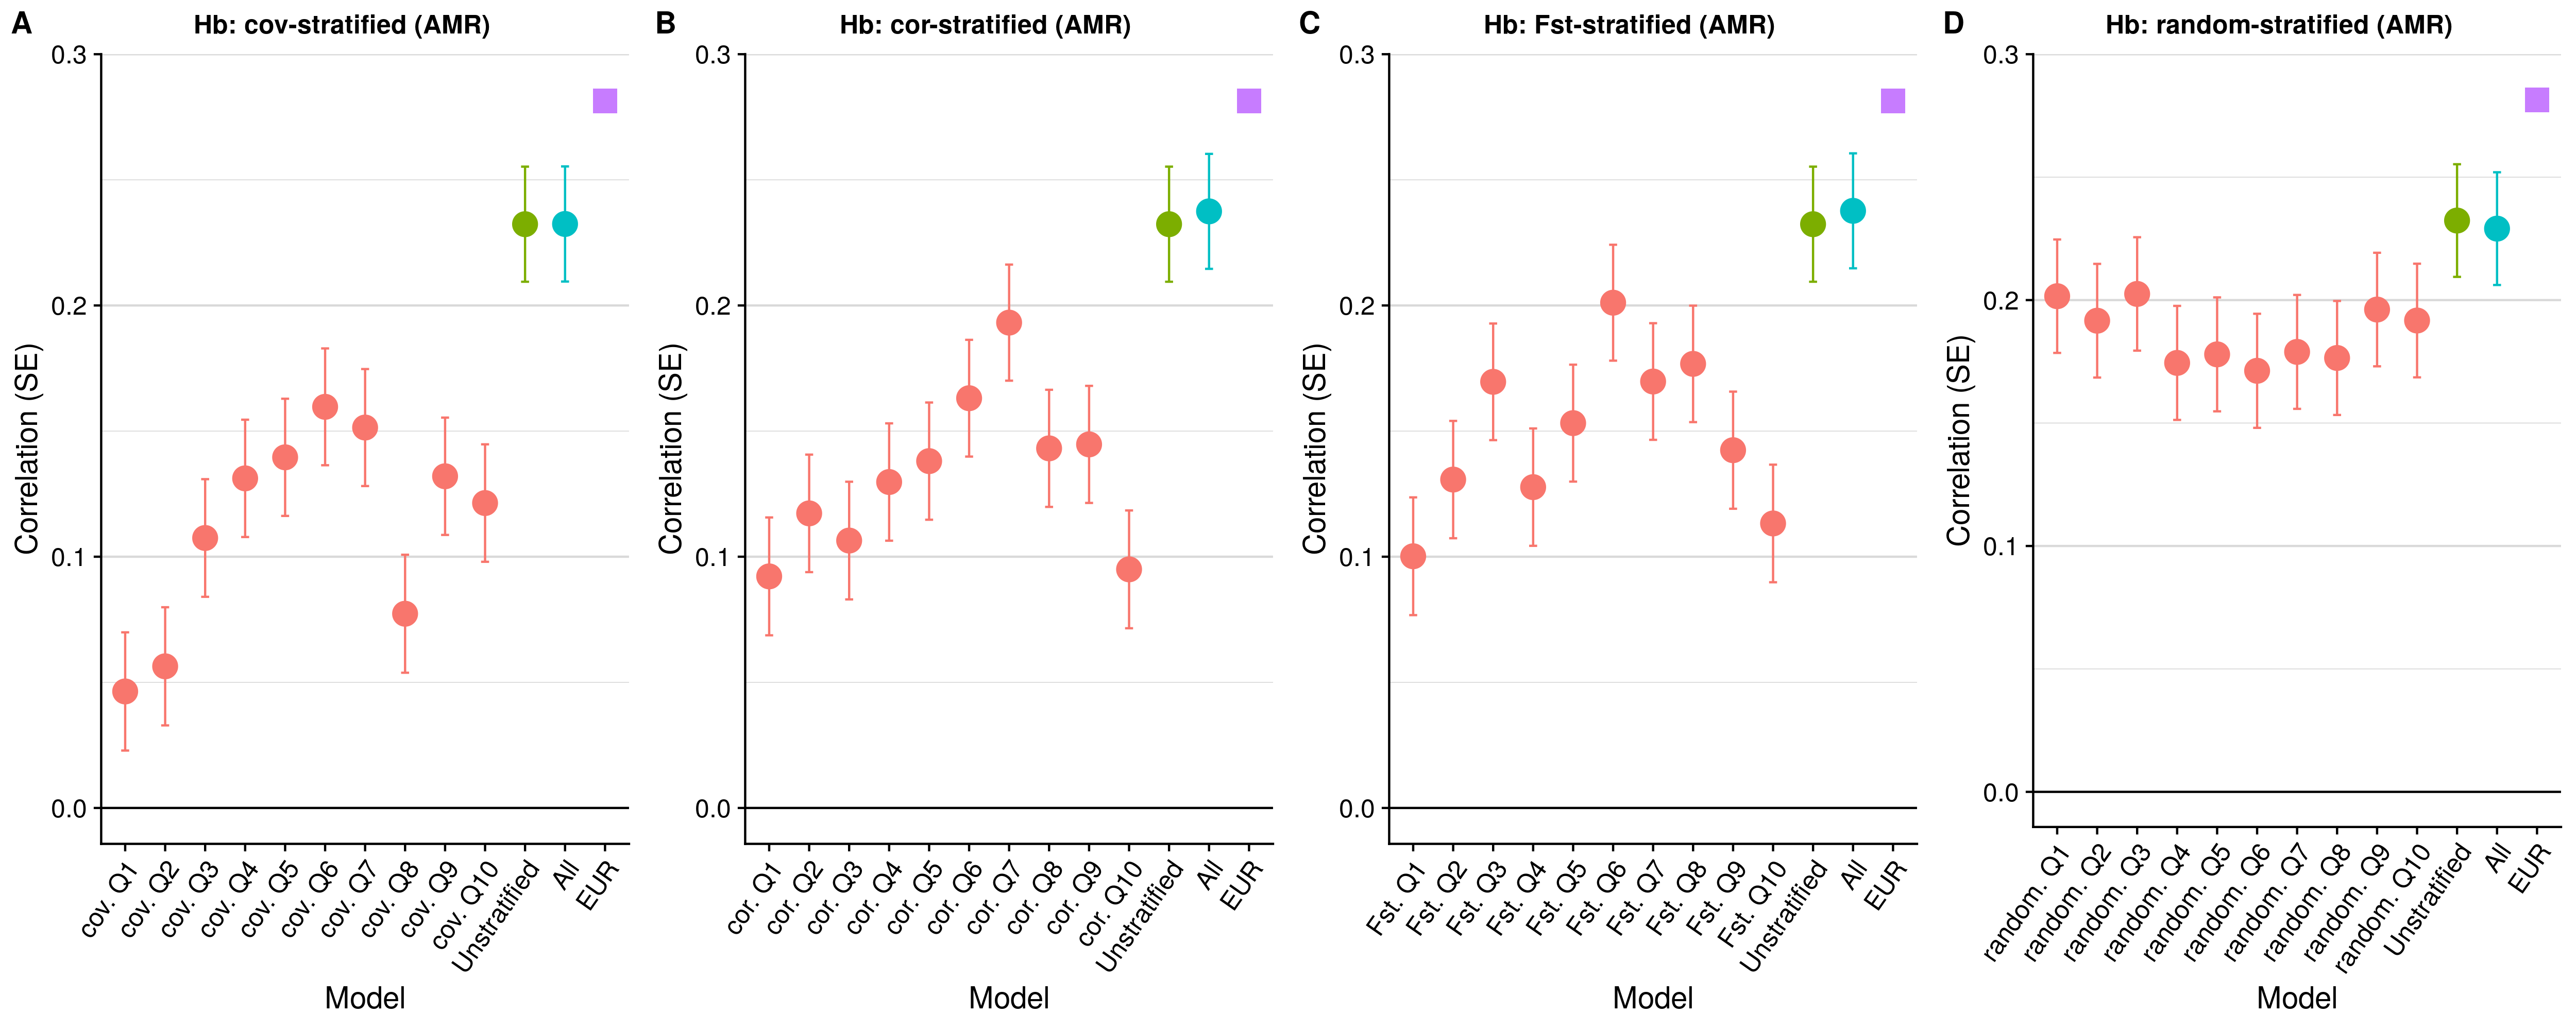 A
Hb: cov-stratified (AMR)
Correlation (SE)
0.3
0.2
0.1
0.0
cov. Q1
cov. Q2
cov. Q3
cov. Q4
cov. Q5
cov. Q6
cov. Q7
cov. Q8
cov. Q9
cov. Q10
Unstratified
All
EUR
Model
B
Hb: cor-stratified (AMR)
Correlation (SE)
0.3
0.2
0.1
0.0
cor. Q1
cor. Q2
cor. Q3
cor. Q4
cor. Q5
cor. Q6
cor. Q7
cor. Q8
cor. Q9
cor. Q10
Unstratified
All
EUR
Model
C
Hb: Fst-stratified (AMR)
Correlation (SE)
0.3
0.2
0.1
0.0
Fst. Q1
Fst. Q2
Fst. Q3
Fst. Q4
Fst. Q5
Fst. Q6
Fst. Q7
Fst. Q8
Fst. Q9
Fst. Q10
Unstratified
All
EUR
Model
D
Hb: random-stratified (AMR)
Correlation (SE)
0.3
0.2
0.1
0.0
random. Q1
random. Q2
random. Q3
random. Q4
random. Q5
random. Q6
random. Q7
random. Q8
random. Q9
random. Q10
Unstratified
All
EUR
Model